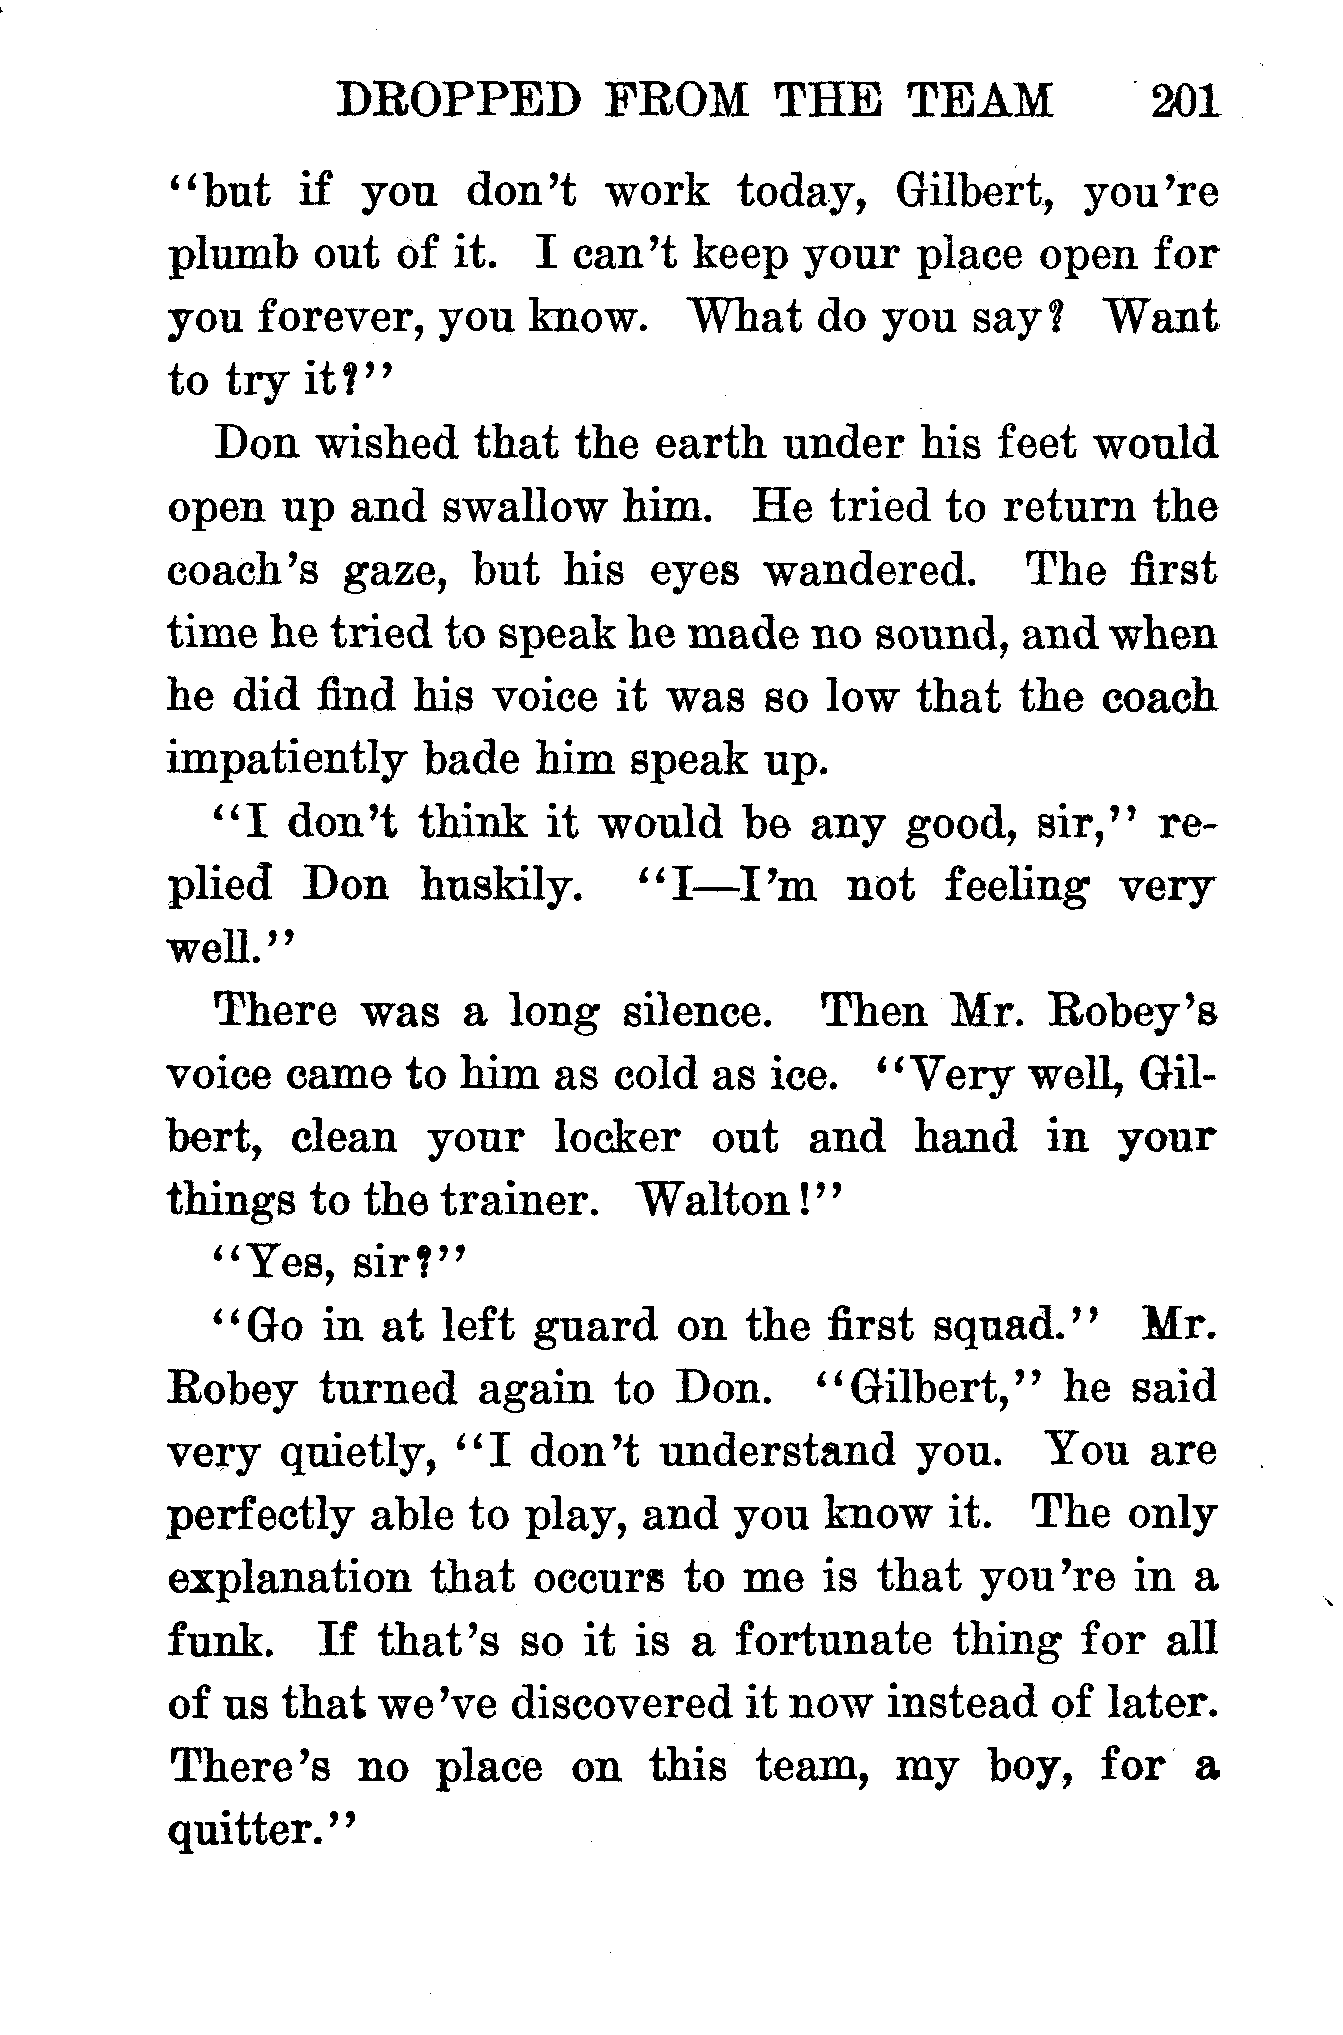 DROPPED FROM THE TEAM 201
“but if you don’t work today, Gilbert, you’re
plumb out of it. I can’t keep your place open for
you forever, you know. What do you say? Want
to try it?”
Don wished that the earth under his feet would
open up and swallow him. He tried to return the
coach’s gaze, but his eyes wandered. The first
time he tried to speak he made no sound, and when
he did find his voice it was so low that the coach
impatiently bade him speak up.
“I don’t think it would be any good, sir,” re-
plied Don huskily. “I—I’m not feeling very
well.”
There was a long silence. Then Mr. Robey’s
voice came to him as cold as ice. “Very well, Gil-
bert, clean your locker out and hand in your
things to the trainer. Walton!”
“Yes, sir?”
“Go in at left guard on the first squad.” Mr.
Robey turned again to Don. “Gilbert,” he said
very quietly, “I don’t understand you. You are
perfectly able to play, and you know it. The only
explanation that occurs to me is that you’re in a
funk. If that’s so it is a fortunate thing for all
of us that we’ve discovered it now instead of later.
There’s no place on this team, my boy, for a
quitter.”